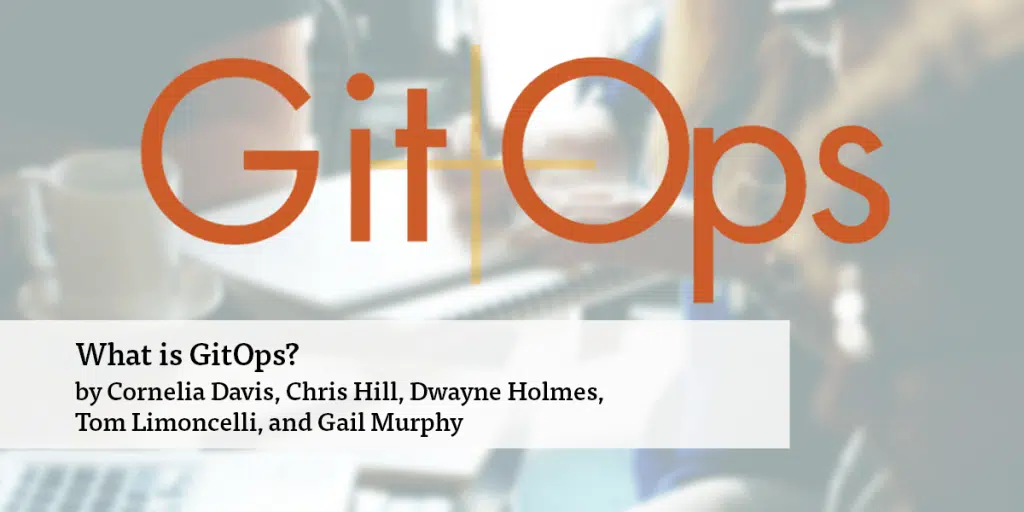 GitOps
What is GitOps?
by Cornelia Davis, Chris Hill, Dwayne Holmes,
Tom Limoncelli, and Gail Murphy